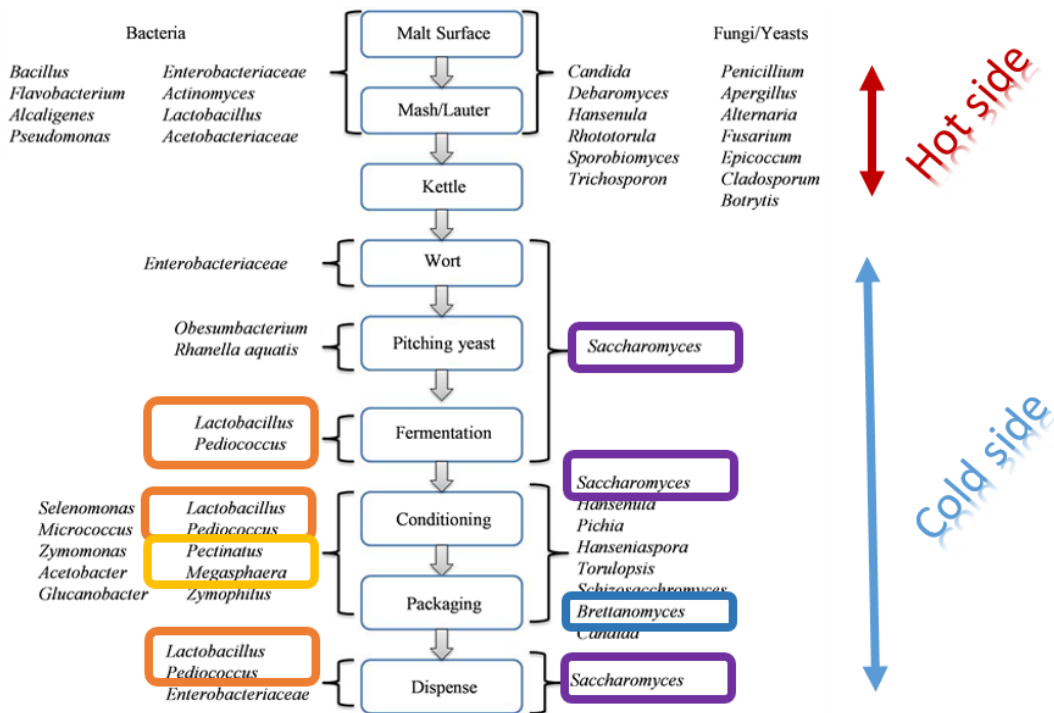 Bacteria
Malt Surface
Fungi/Yeasts
Bacillus Enterobacteriaceae
Flavobacterium Actinomyces
Alcaligenes Lactobacillus
Pseudomonas Acetobacteriaceae
Mash/Lauter
Candida Penicillium
Debaromyces Apergillus
Hansenula Alternaria
Rhototorula Fusarium
Sporobiomyces Epicoccum
Trichosporon Cladosporum
Botrytis
Hot side
Kettle
Enterobacteriaceae
Wort
Obesumbacterium
Rhanella aquatis
Pitching yeast
Saccharomyces
Lactobacillus
Pediococcus
Fermentation
Cold side
Selenomonas Lactobacillus
Micrococcus Pediococcus
Zymomonas Pectinatus
Acetobacter Megasphaera
Glucanobacter Zymophilus
Conditioning
Packaging
Saccharomyces
Hansenula
Pichia
Hanseniaspora
Torulopsis
Schizosacchromyces
Brettanomyces
Candida
Lactobacillus
Pediococcus
Enterobacteriaceae
Dispense
Saccharomyces